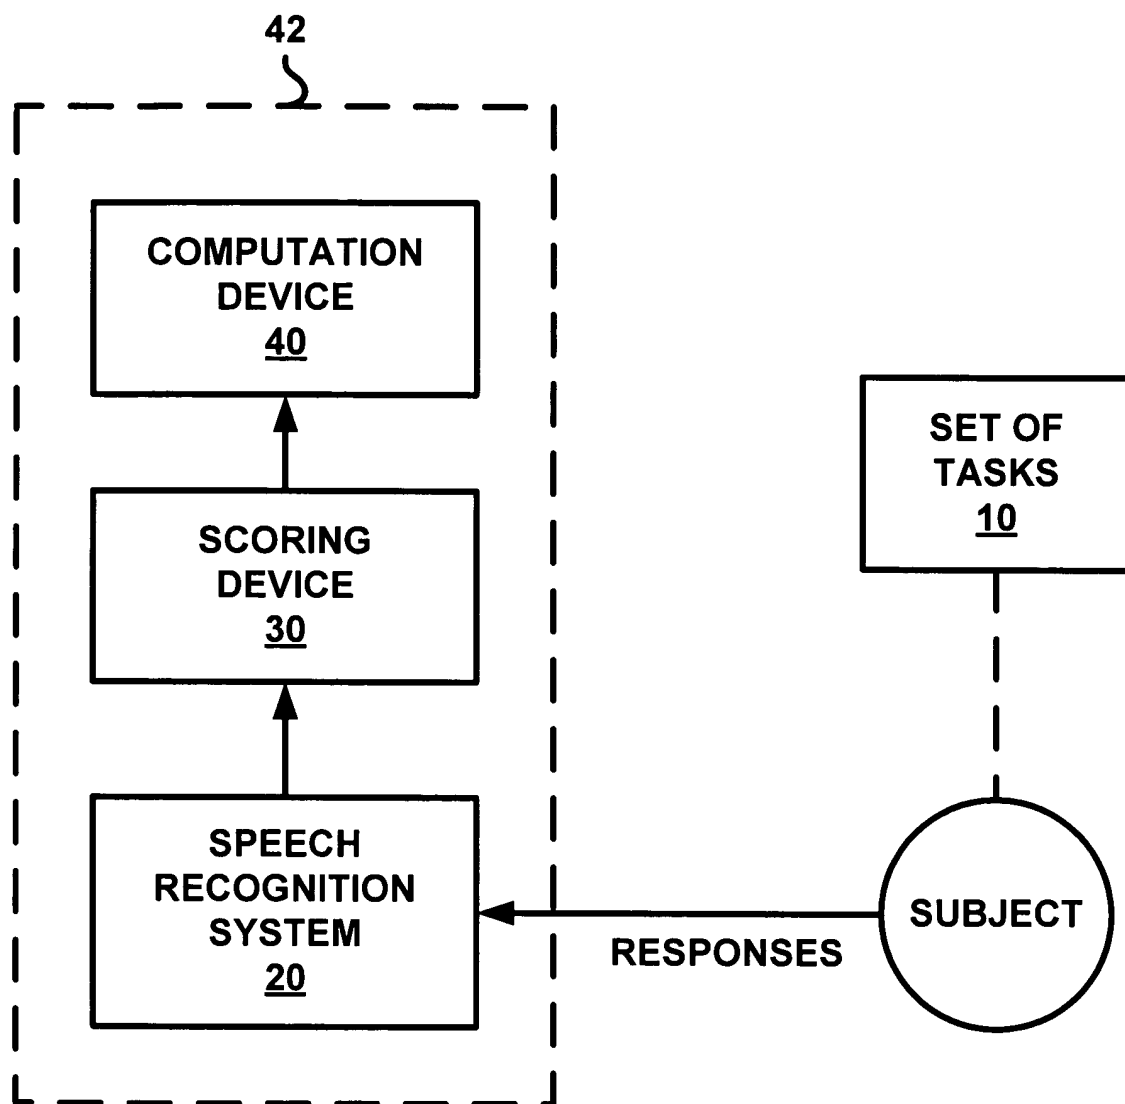 42
COMPUTATION
DEVICE
40
SCORING
DEVICE
30
SPEECH
RECOGNITION
SYSTEM
20
SET OF
TASKS
10
SUBJECT
RESPONSES